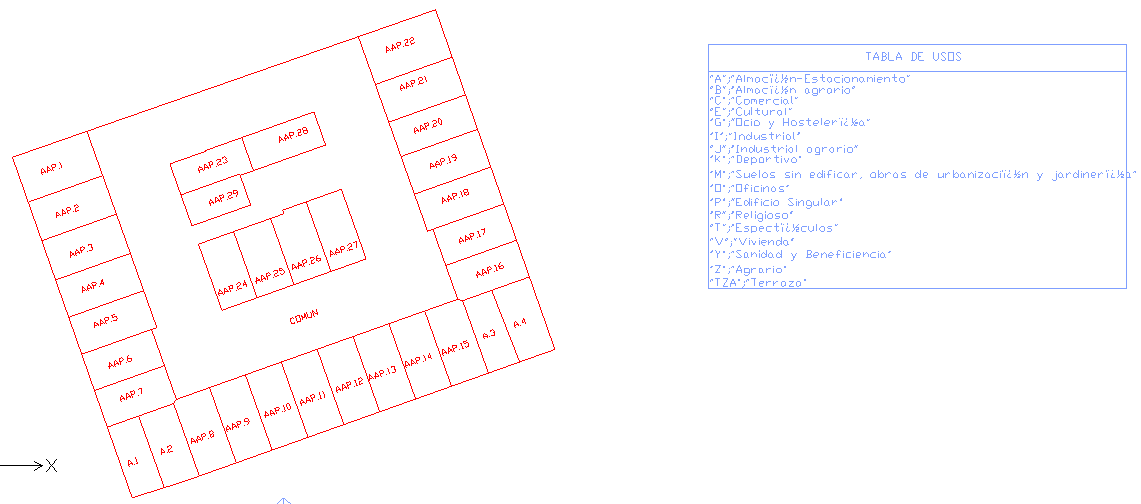 AAP.22
AAP.21
AAP.20
AAP.19
AAP.18
AAP.17
AAP.16
AAP.28
AAP.23
AAP.29
AAP.1
AAP.2
AAP.3
AAP.4
AAP.5
AAP.6
AAP.7
AAP.24
AAP.25
AAP.26
AAP.27
COMUN
A.1
A.2
AAP.8
AAP.9
AAP.10
AAP.11
AAP.12
AAP.13
AAP.14
AAP.15
A.3
A.4
X
TABLA DE USOS
"A";"Almacï¿½n-Estacionamiento"
"B";"Almacï¿½n agrario"
"C";"Comercial"
"E";"Cultural"
"G";"Ocio y Hostelerï¿½a"
"I";"Industrial"
"J";"Industrial agrario"
"K";"Deportivo"
"M";"Suelos sin edificar, obras de urbanizaciï¿½n y jardinerï¿½a"
"O";"Oficinas"
"P";"Edificio Singular"
"R";"Religioso"
"T";"Espectï¿½culos"
"V";"Vivienda"
"Y";"Sanidad y Beneficiencia"
"Z";"Agrario"
"TZA";"Terraza"